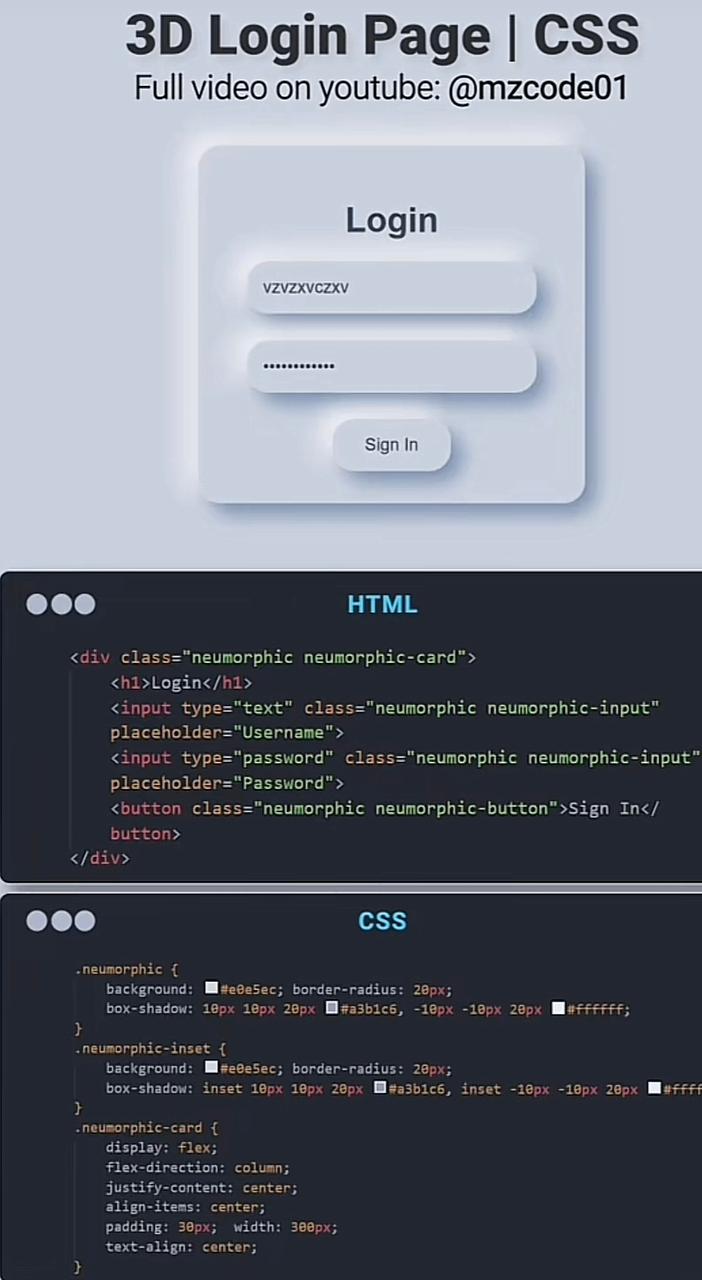 3D Login Page | CSS
Full video on youtube: @mzcode01
Login
vzvzxvczxv
••••••••••••
Sign In
HTML
<div class="neumorphic neumorphic-card">
<h1>Login</h1>
<input type="text" class="neumorphic neumorphic-input"
placeholder="Username">
<input type="password" class="neumorphic neumorphic-input"
placeholder="Password">
<button class="neumorphic neumorphic-button">Sign In</
button>
</div>
CSS
.neumorphic {
background: #e0e5ec; border-radius: 20px;
box-shadow: 10px 10px 20px #a3b1c6, -10px -10px 20px #ffffff;
}
.neumorphic-inset {
background: #e0e5ec; border-radius: 20px;
box-shadow: inset 10px 10px 20px #a3b1c6, inset -10px -10px 20px #ffff
}
.neumorphic-card {
display: flex;
flex-direction: column;
justify-content: center;
align-items: center;
padding: 30px; width: 300px;
text-align: center;
}